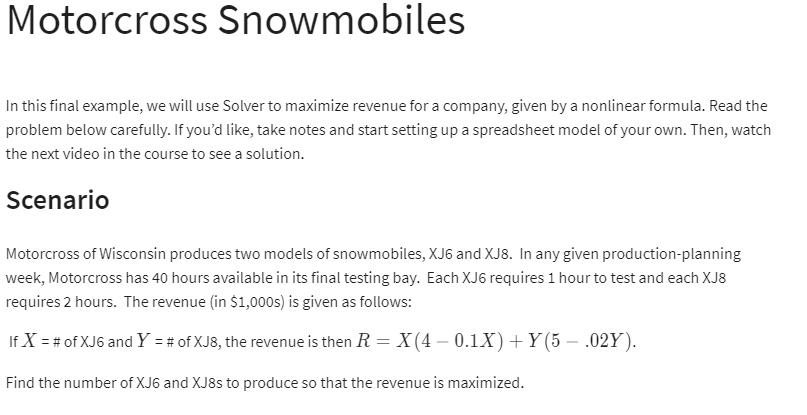 Motorcross Snowmobiles
In this final example, we will use Solver to maximize revenue for a company, given by a nonlinear formula. Read the
problem below carefully. If you'd like, take notes and start setting up a spreadsheet model of your own. Then, watch
the next video in the course to see a solution.
Scenario
Motorcross of Wisconsin produces two models of snowmobiles, XJ6 and XJ8. In any given production-planning
week, Motorcross has 40 hours available in its final testing bay. Each XJ6 requires 1 hour to test and each XJ8
requires 2 hours. The revenue (in $1,000s) is given as follows:
If X = # of XJ6 and Y = # of XJ8, the revenue is then R = X(4 – 0.1X) + Y(5 – .02Y).
Find the number of XJ6 and XJ8s to produce so that the revenue is maximized.